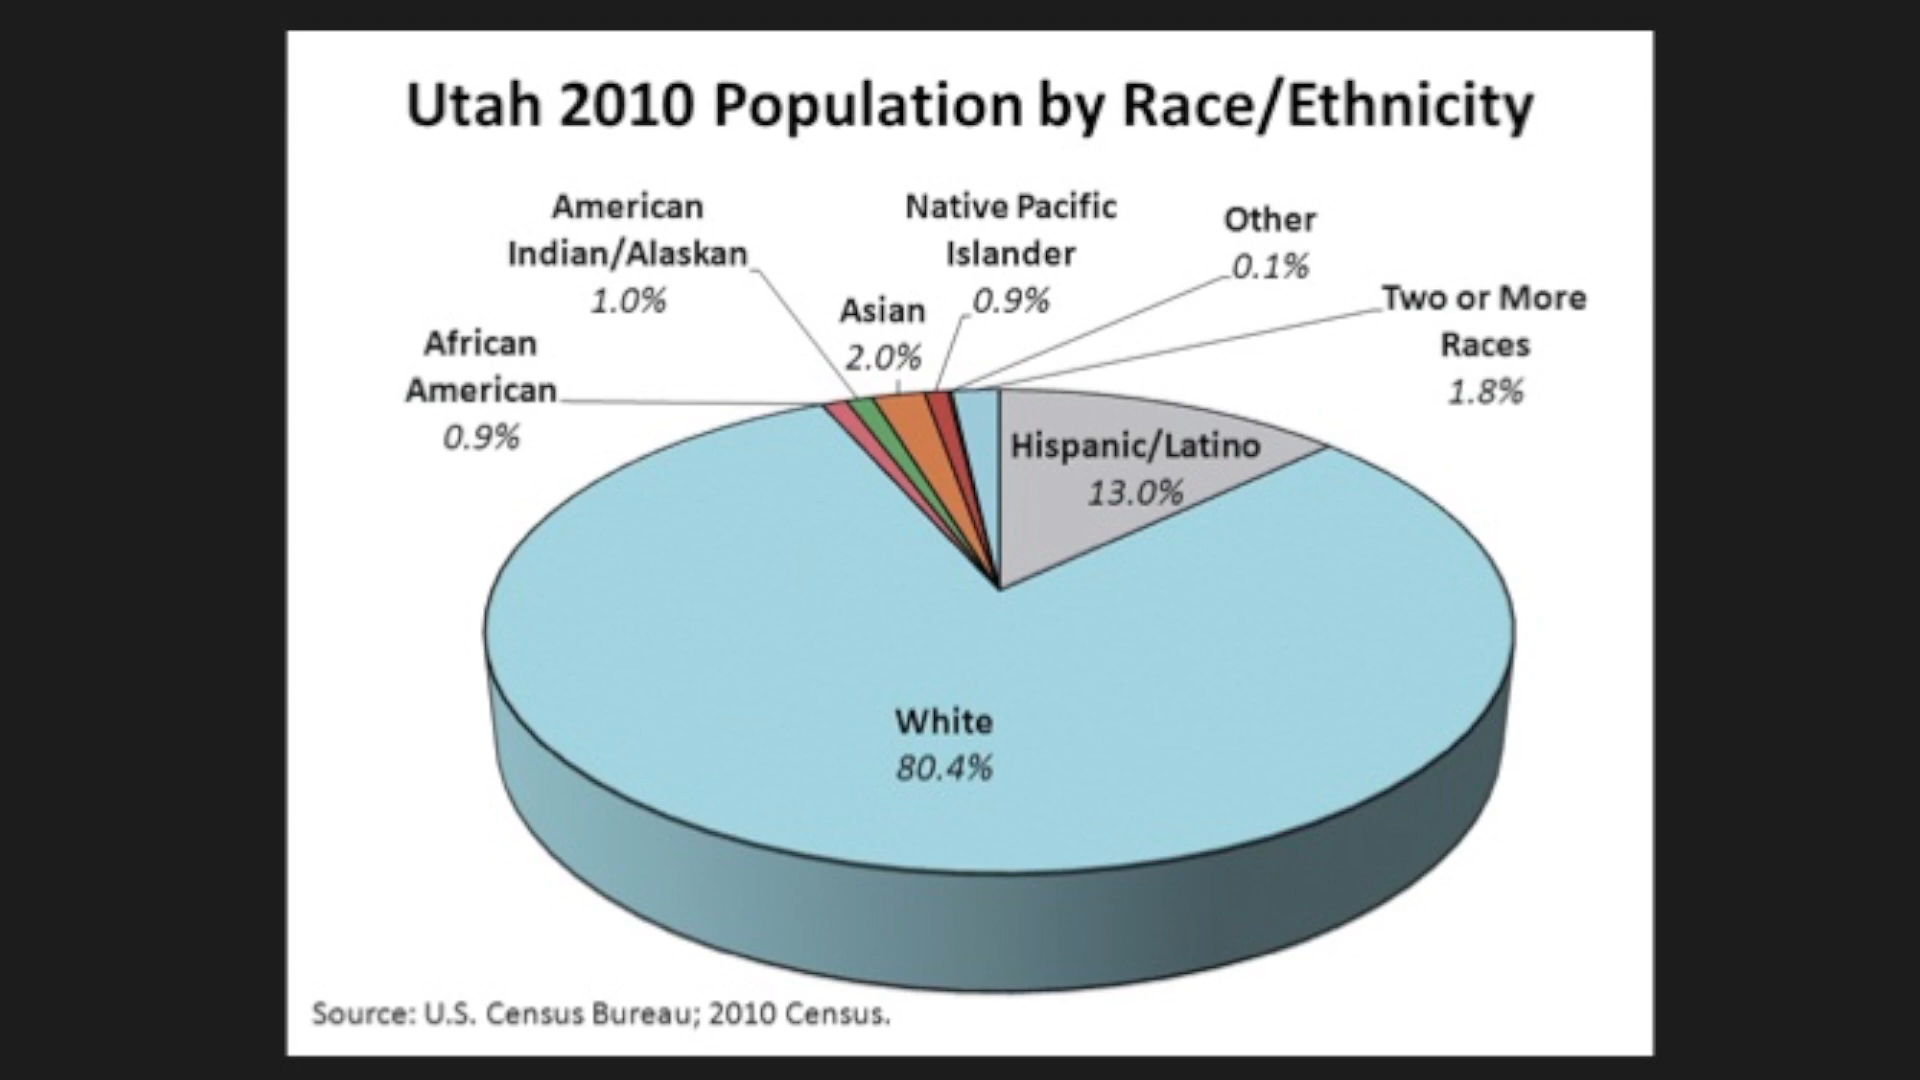 Utah 2010 Population by Race/Ethnicity
American
Indian/Alaskan
1.0%
Native Pacific
Islander
0.9%
Other
0.1%
Two or More
Races
1.8%
Asian
2.0%
African
American
0.9%
Hispanic/Latino
13.0%
White
80.4%
Source: U.S. Census Bureau; 2010 Census.